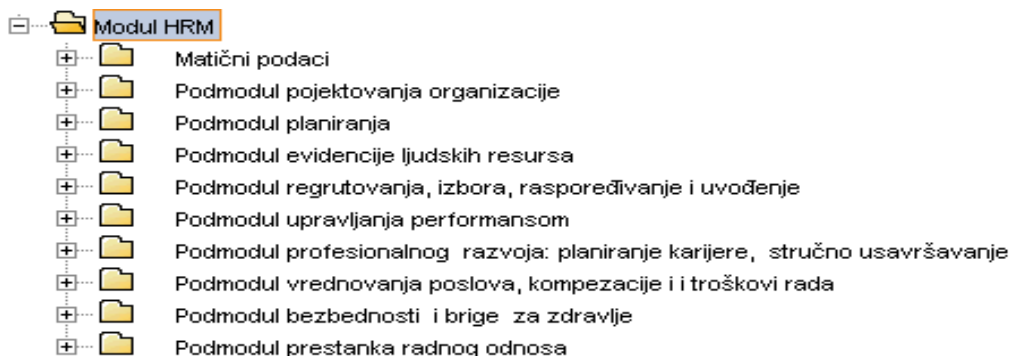 Modul HRM
Matični podaci
Podmodul pojektovanja organizacije
Podmodul planiranja
Podmodul evidencije ljudskih resursa
Podmodul regrutovanja, izbora, raspoređivanje i uvođenje
Podmodul upravljanja performansom
Podmodul profesionalnog razvoja: planiranje karijere, stručno usavršavanje
Podmodul vrednovanja poslova, kompezacije i i troškovi rada
Podmodul bezbednosti i brige za zdravlje
Podmodul prestanka radnog odnosa